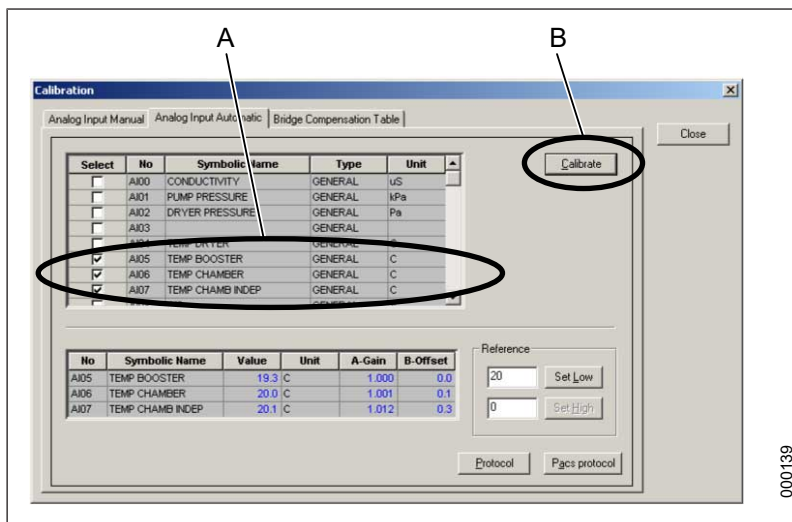 A B
Calibration
Analog Input Manual Analog Input Automatic Bridge Compensation Table
Close
Select No Symbolic Name Type Unit
Calibrate
AI00 CONDUCTIVITY GENERAL uS
AI01 PUMP PRESSURE GENERAL kPa
AI02 DRYER PRESSURE GENERAL Pa
AI03 GENERAL
AI04 TEMP DRYER GENERAL C
AI05 TEMP BOOSTER GENERAL C
AI06 TEMP CHAMBER GENERAL C
AI07 TEMP CHAMB INDEP GENERAL C
No Symbolic Name Value Unit A-Gain B-Offset
AI05 TEMP BOOSTER 19.3 C 1.000 0.0
AI06 TEMP CHAMBER 20.0 C 1.001 0.1
AI07 TEMP CHAMB INDEP 20.1 C 1.012 0.3
Reference
20 Set Low
0 Set High
Protocol Pacs protocol
000139